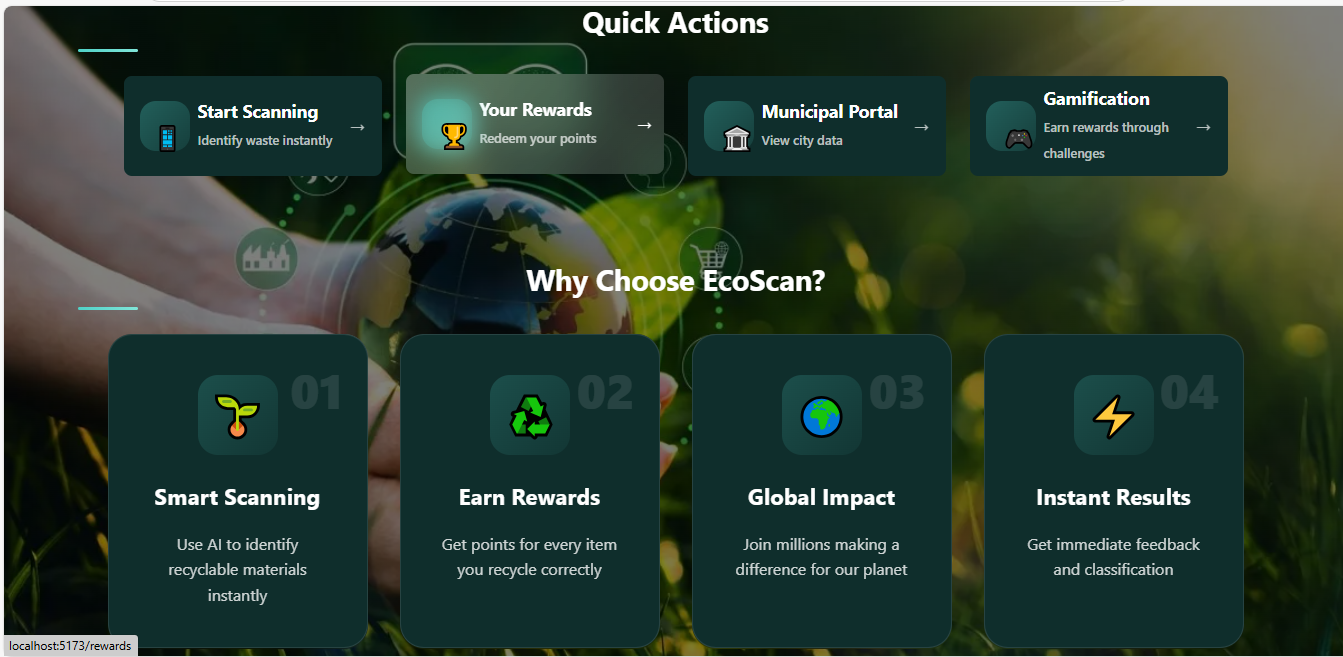 Quick Actions
Start Scanning
Identify waste instantly
→
Your Rewards
Redeem your points
→
Municipal Portal
View city data
→
Gamification
Earn rewards through
challenges
→
Why Choose EcoScan?
01
Smart Scanning
Use AI to identify
recyclable materials
instantly
02
Earn Rewards
Get points for every item
you recycle correctly
03
Global Impact
Join millions making a
difference for our planet
04
Instant Results
Get immediate feedback
and classification
localhost:5173/rewards